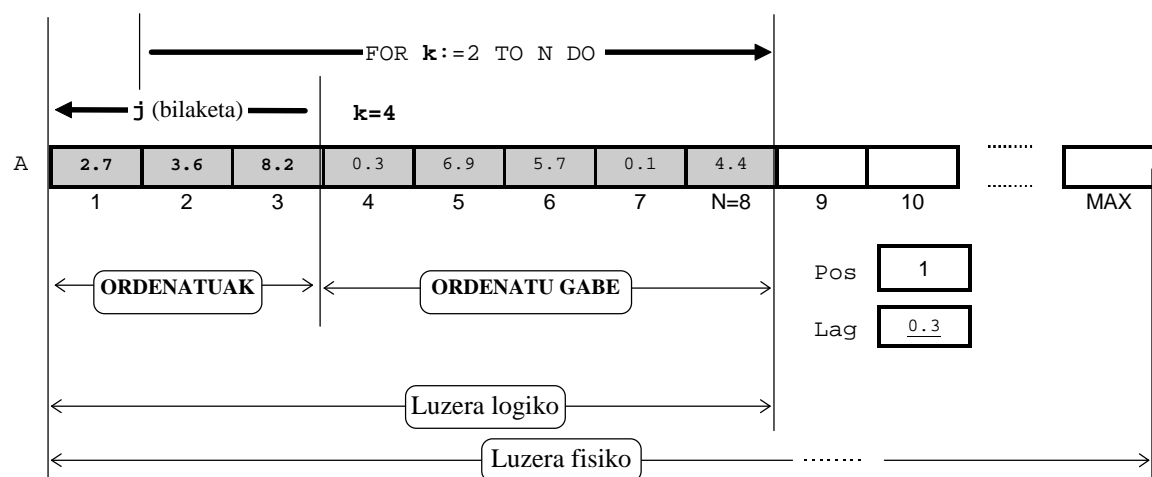 FOR k:=2 TO N DO
j (bilaketa) k=4
A 2.7 3.6 8.2 0.3 6.9 5.7 0.1 4.4
1 2 3 4 5 6 7 N=8 9 10 MAX
Pos 1
ORDENATUAK ORDENATU GABE
Lag 0.3
Luzera logiko
Luzera fisiko